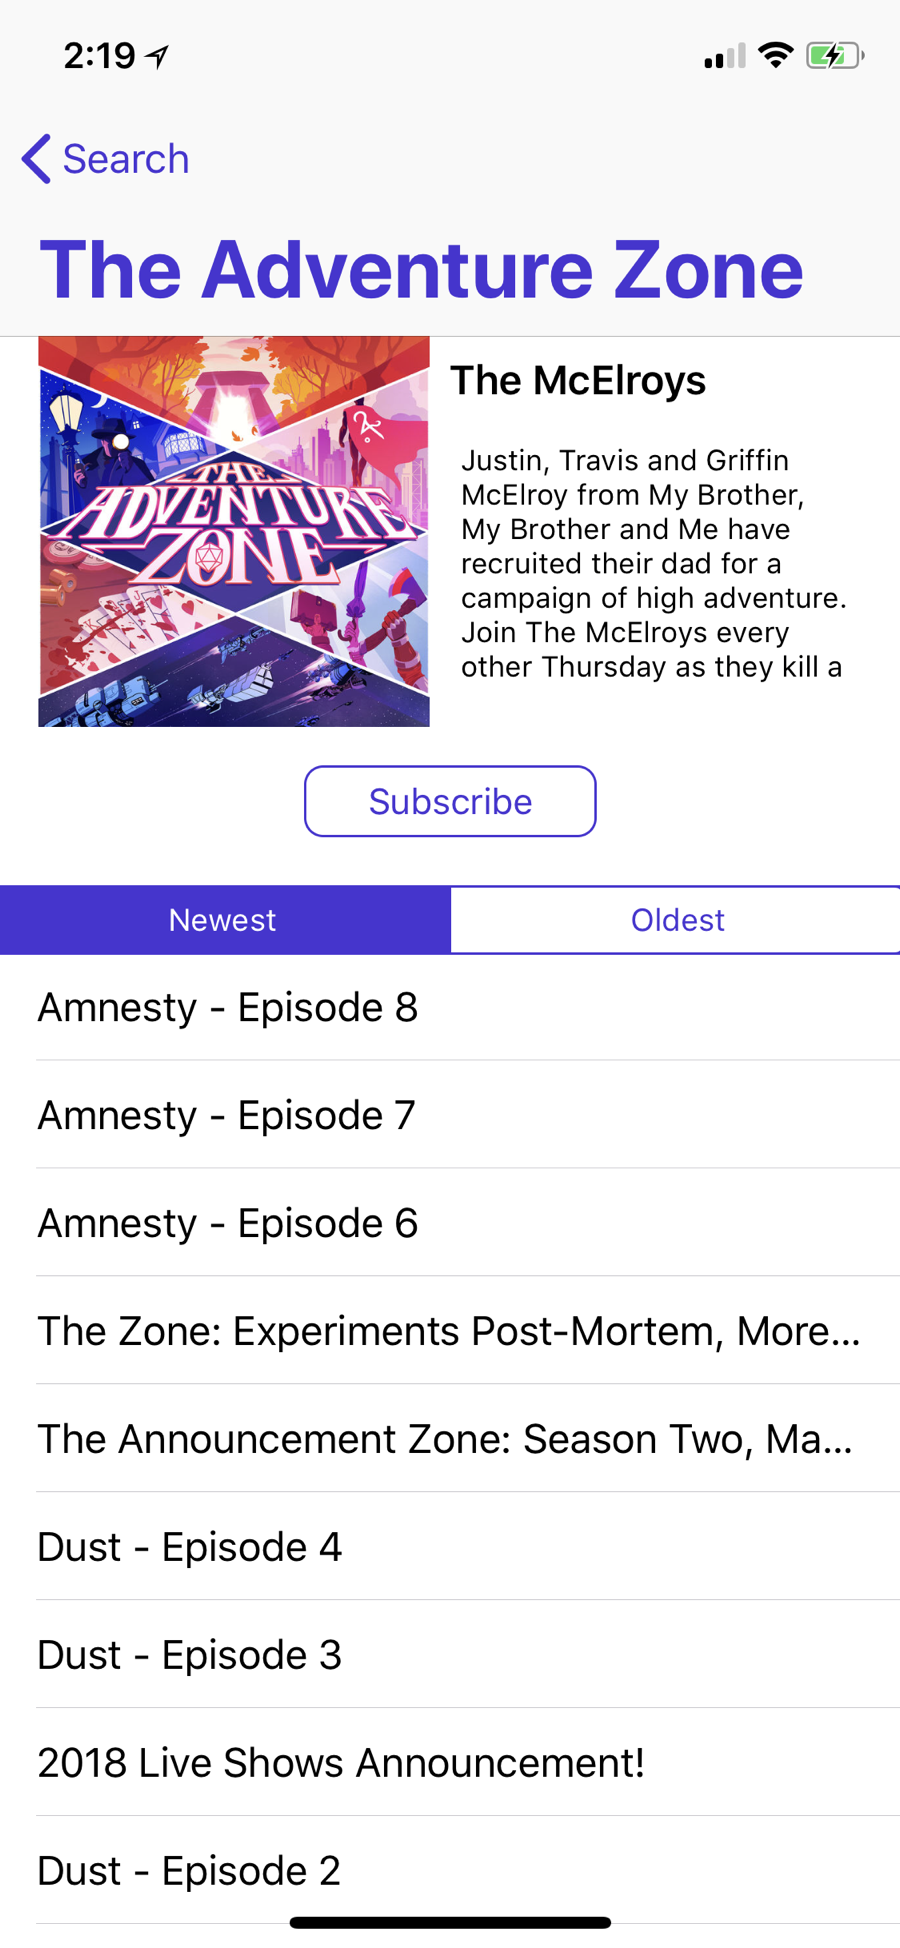 2:19
Search
The Adventure Zone
THE
ADVENTURE
ZONE
The McElroys
Justin, Travis and Griffin
McElroy from My Brother,
My Brother and Me have
recruited their dad for a
campaign of high adventure.
Join The McElroys every
other Thursday as they kill a
Subscribe
Newest
Oldest
Amnesty - Episode 8
Amnesty - Episode 7
Amnesty - Episode 6
The Zone: Experiments Post-Mortem, More...
The Announcement Zone: Season Two, Ma...
Dust - Episode 4
Dust - Episode 3
2018 Live Shows Announcement!
Dust - Episode 2